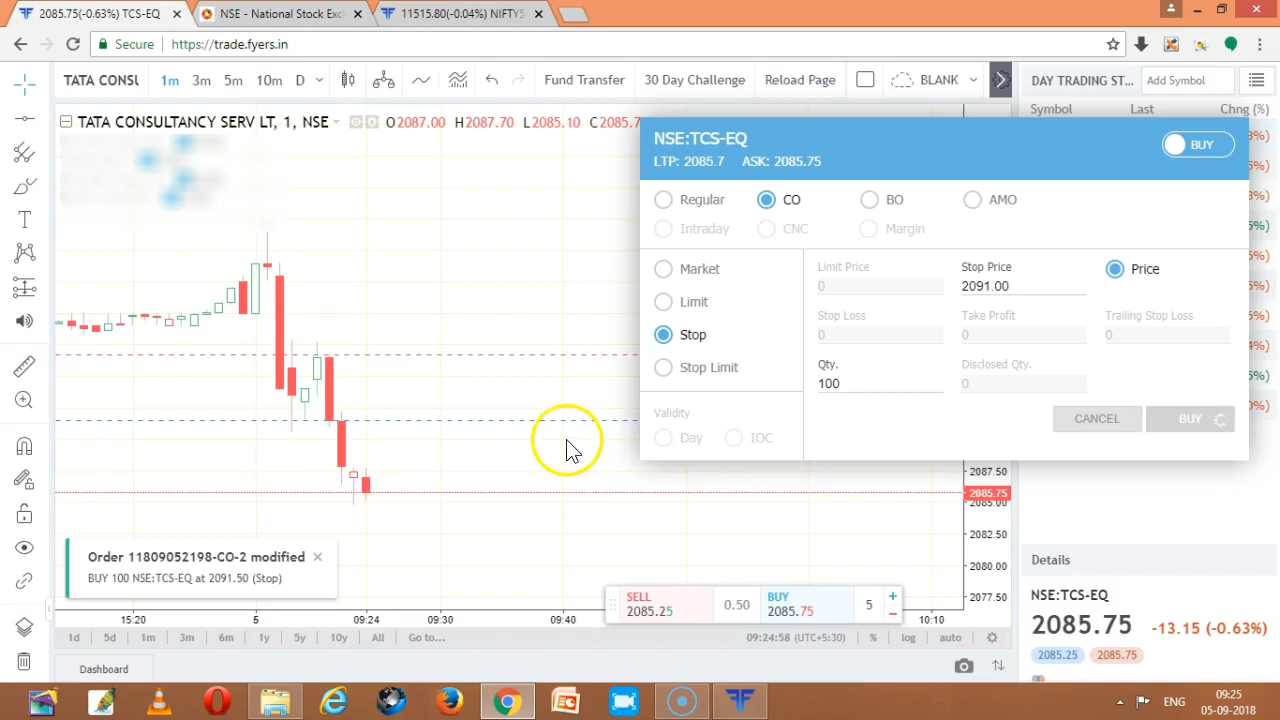 2085.75(-0.63%) TCS-EQ
NSE - National Stock Exc
11515.80(-0.04%) NIFTY5
Secure
https://trade.fyers.in
TATA CONSU
1m 3m 5m 10m D
Fund Transfer
30 Day Challenge
Reload Page
BLANK
DAY TRADING ST...
Add Symbol
Symbol Last Chng (%)
TATA CONSULTANCY SERV LT, 1, NSE
O2087.00 H2087.70 L2085.10 C2085.7
NSE:TCS-EQ
LTP: 2085.7 ASK: 2085.75
BUY
Regular CO BO AMO
Intraday CNC Margin
Market
Limit
Stop
Stop Limit
Limit Price
0
Stop Price
2091.00
Price
Stop Loss
0
Take Profit
0
Trailing Stop Loss
0
Qty.
100
Disclosed Qty.
0
Validity
Day IOC
CANCEL
BUY
2087.50
2085.75
2085.00
2082.50
2080.00
2077.50
Order 11809052198-CO-2 modified
BUY 100 NSE:TCS-EQ at 2091.50 (Stop)
SELL
2085.25
0.50
BUY
2085.75
5
15:20 5 09:24 09:30 09:40 10:10
1d 5d 1m 3m 6m 1y 5y 10y All Go to...
09:24:58 (UTC+5:30)
% log auto
Dashboard
Details
NSE:TCS-EQ
2085.75 -13.15 (-0.63%)
2085.25 2085.75
ENG
09:25
05-09-2018